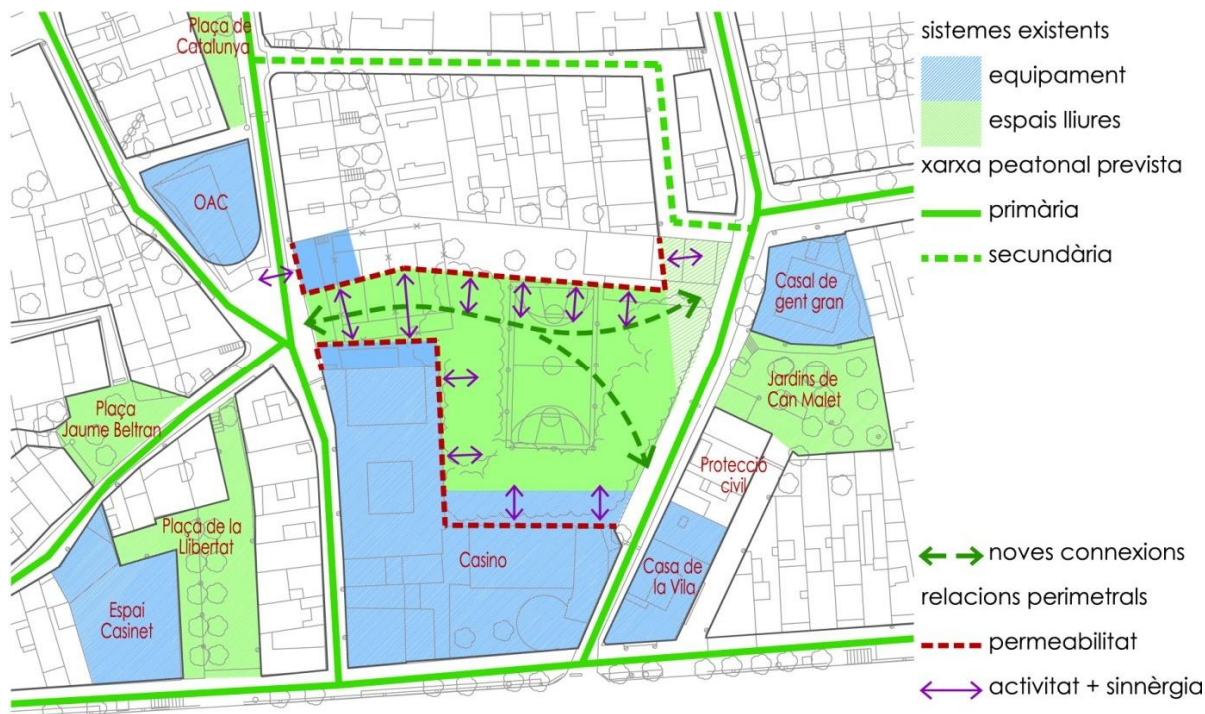 Plaça de
Catalunya
OAC
Plaça
Jaume Beltran
Plaça de la
Llibertat
Espai
Casinet
Casino
Casal de
gent gran
Jardins de
Can Malet
Protecció
civil
Casa de
la Vila
sistemes existents
equipament
espais lliures
xarxa peatonal prevista
primària
secundària
noves connexions
relacions perimetrals
permeabilitat
activitat + sinnèrgia